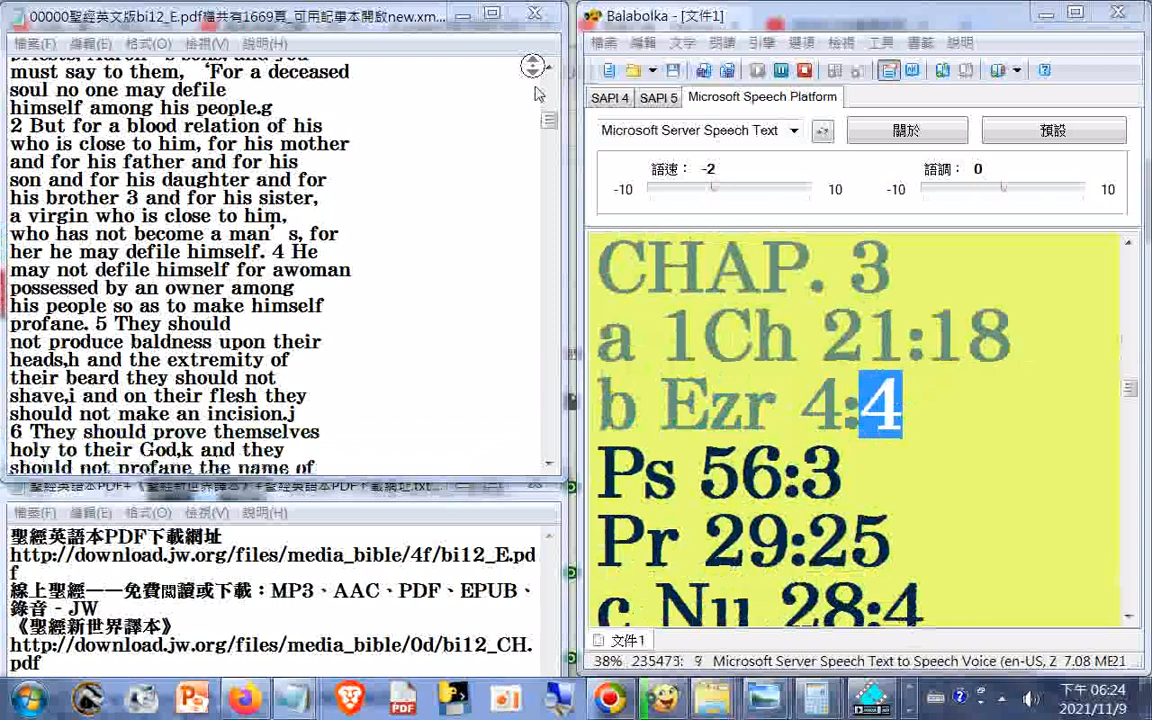 00000聖經英文版bi12_E.pdf檔共有1669頁_可用記事本開啟new.xm...
檔案(F) 編輯(E) 格式(O) 檢視(V) 說明(H)
must say to them, ‘For a deceased
soul no one may defile
himself among his people.g
2 But for a blood relation of his
who is close to him, for his mother
and for his father and for his
son and for his daughter and for
his brother 3 and for his sister,
a virgin who is close to him,
who has not become a man’s, for
her he may defile himself. 4 He
may not defile himself for awoman
possessed by an owner among
his people so as to make himself
profane. 5 They should
not produce baldness upon their
heads,h and the extremity of
their beard they should not
shave,i and on their flesh they
should not make an incision.j
6 They should prove themselves
holy to their God,k and they
should not profane the name of
檔案(F) 編輯(E) 格式(O) 檢視(V) 說明(H)
聖經英語本PDF下載網址
http://download.jw.org/files/media_bible/4f/bi12_E.pd
f
線上聖經——免費閱讀或下載：MP3、AAC、PDF、EPUB、
錄音 - JW
《聖經新世界譯本》
http://download.jw.org/files/media_bible/0d/bi12_CH.
pdf
Balabolka - [文件1]
檔案 編輯 文字 朗讀 引擎 選項 檢視 工具 書籤 說明
SAPI 4 SAPI 5 Microsoft Speech Platform
Microsoft Server Speech Text 關於 預設
語速： -2 語調： 0
-10 10 -10 10
CHAP. 3
a 1Ch 21:18
b Ezr 4:4
Ps 56:3
Pr 29:25
c Nu 28:4
文件1
38% 235473: 9 Microsoft Server Speech Text to Speech Voice (en-US, Z 7.08 ME21
下午 06:24
2021/11/9